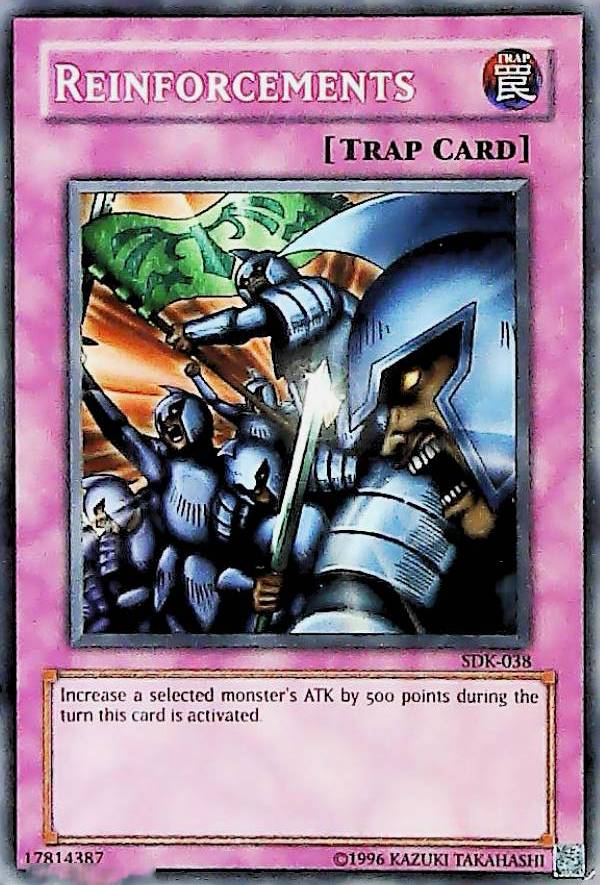 REINFORCEMENTS
TRAP
罠
[TRAP CARD]
SDK-038
Increase a selected monster's ATK by 500 points during the
turn this card is activated.
17814387
©1996 KAZUKI TAKAHASHI